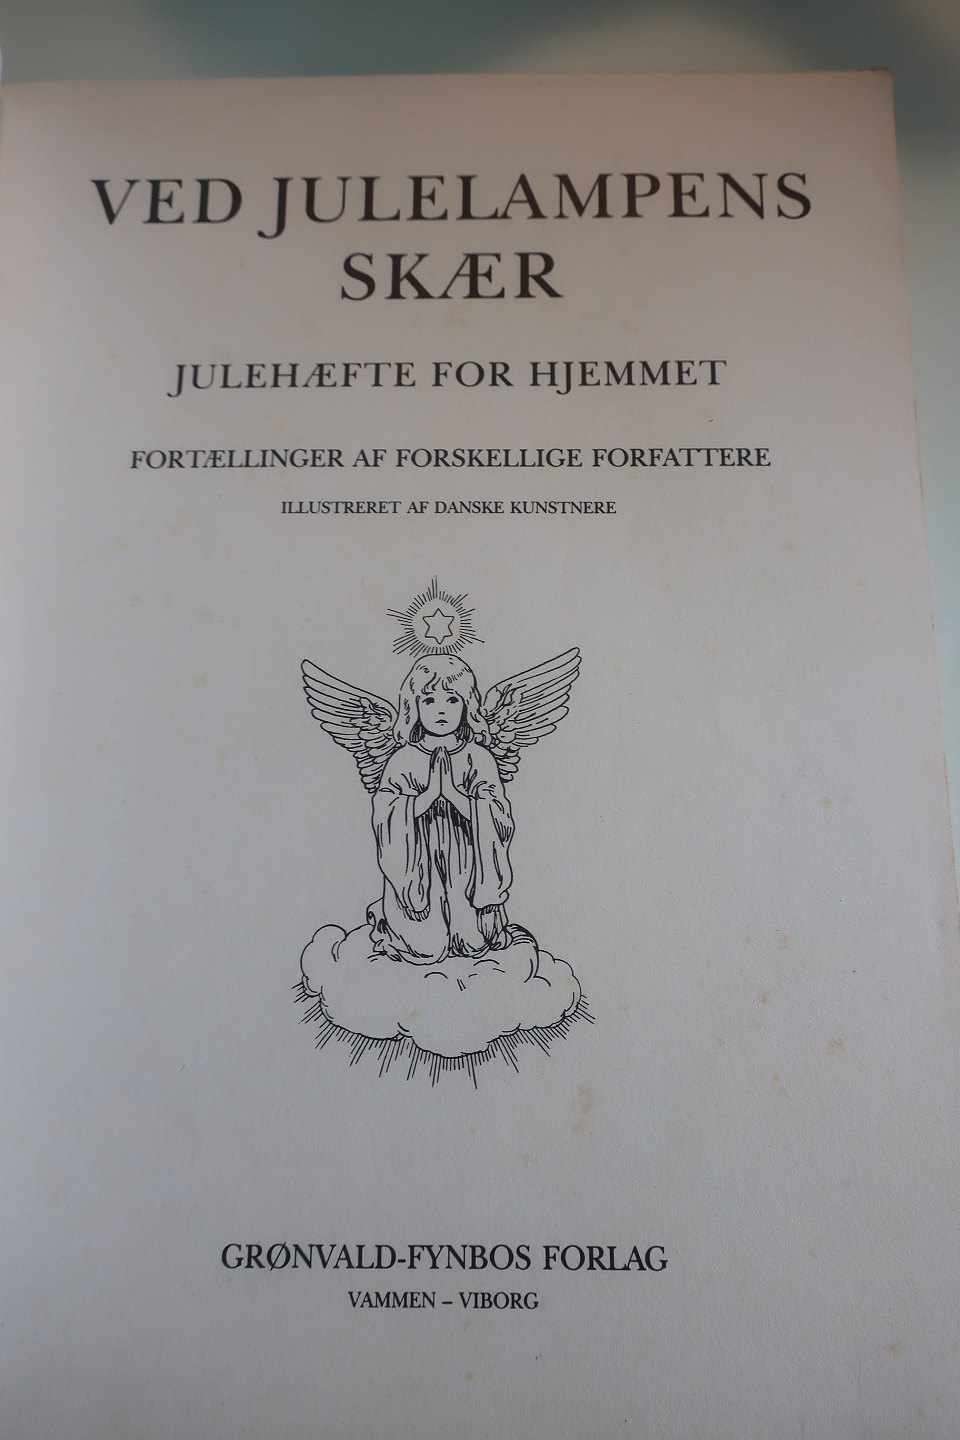 VED JULELAMPENS
SKÆR
JULEHÆFTE FOR HJEMMET
FORTÆLLINGER AF FORSKELLIGE FORFATTERE
ILLUSTRERET AF DANSKE KUNSTNERE
GRØNVALD-FYNBOS FORLAG
VAMMEN – VIBORG